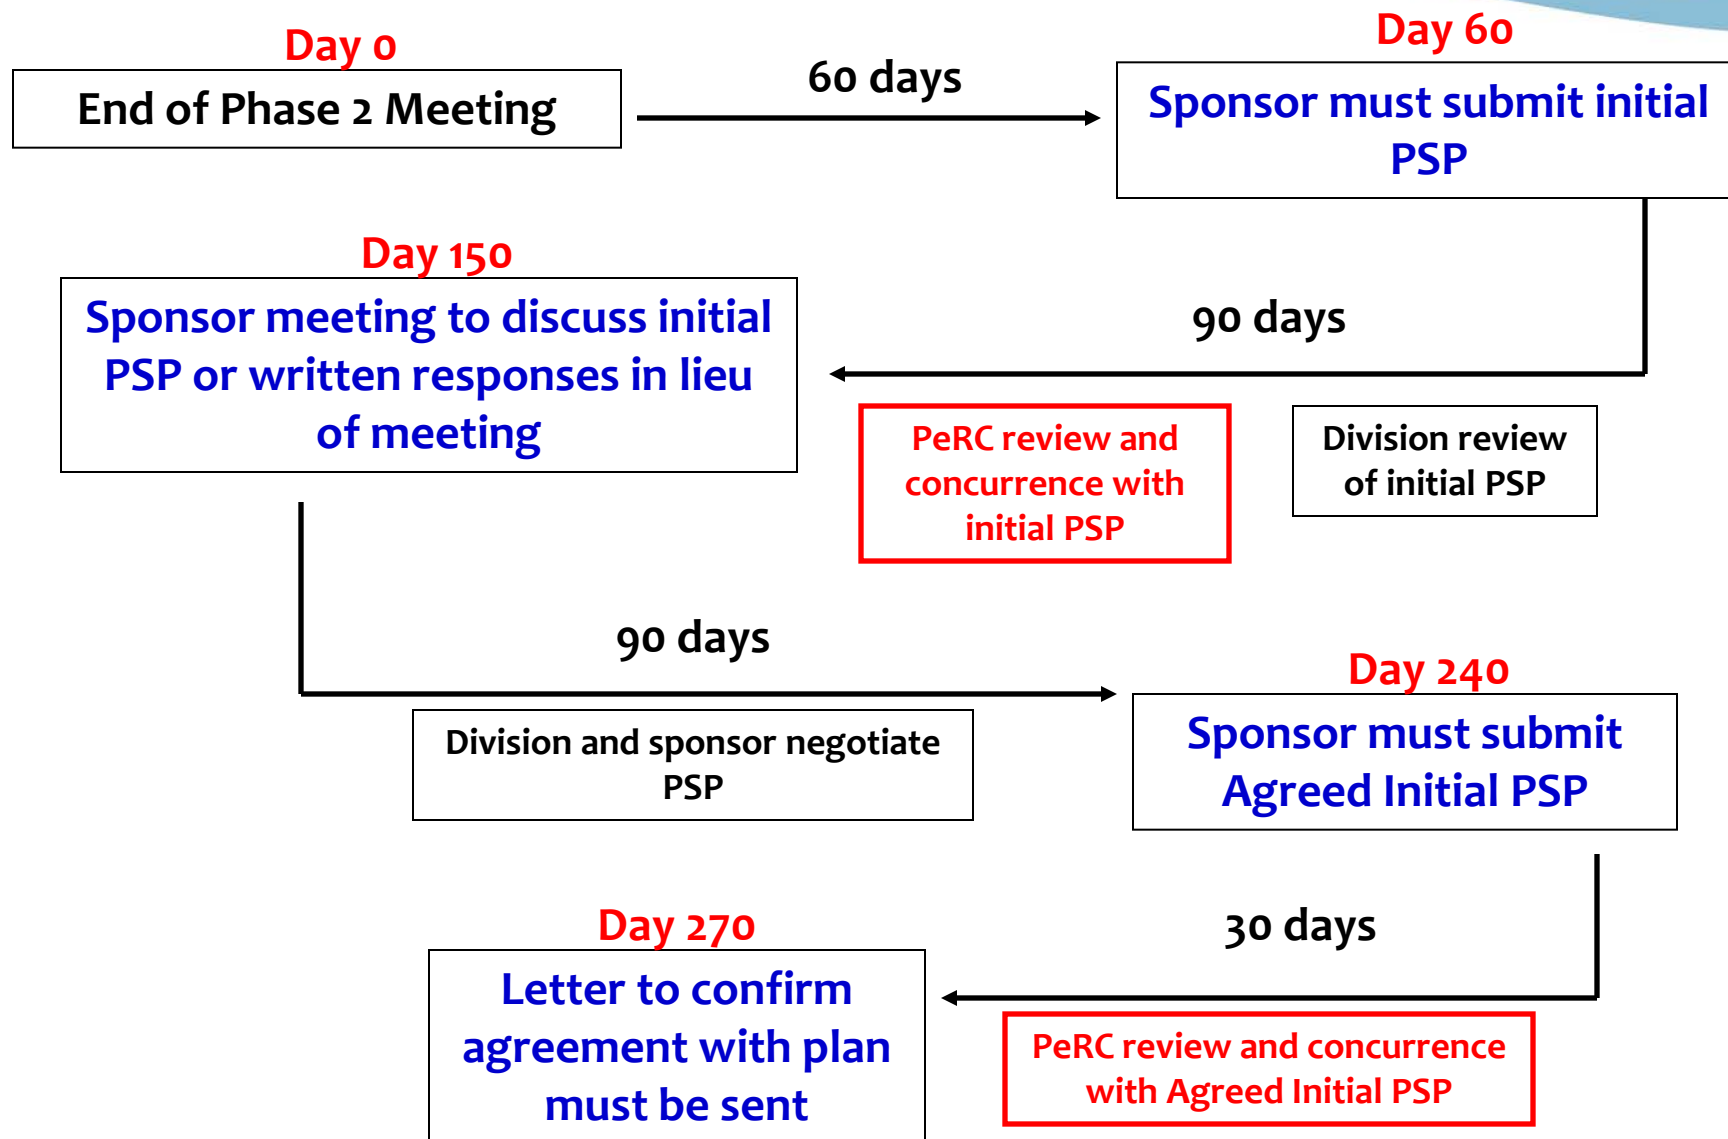 Day 0
End of Phase 2 Meeting
60 days
Day 60
Sponsor must submit initial
PSP
Day 150
Sponsor meeting to discuss initial
PSP or written responses in lieu
of meeting
90 days
PeRC review and
concurrence with
initial PSP
Division review
of initial PSP
90 days
Division and sponsor negotiate
PSP
Day 240
Sponsor must submit
Agreed Initial PSP
30 days
PeRC review and concurrence
with Agreed Initial PSP
Day 270
Letter to confirm
agreement with plan
must be sent